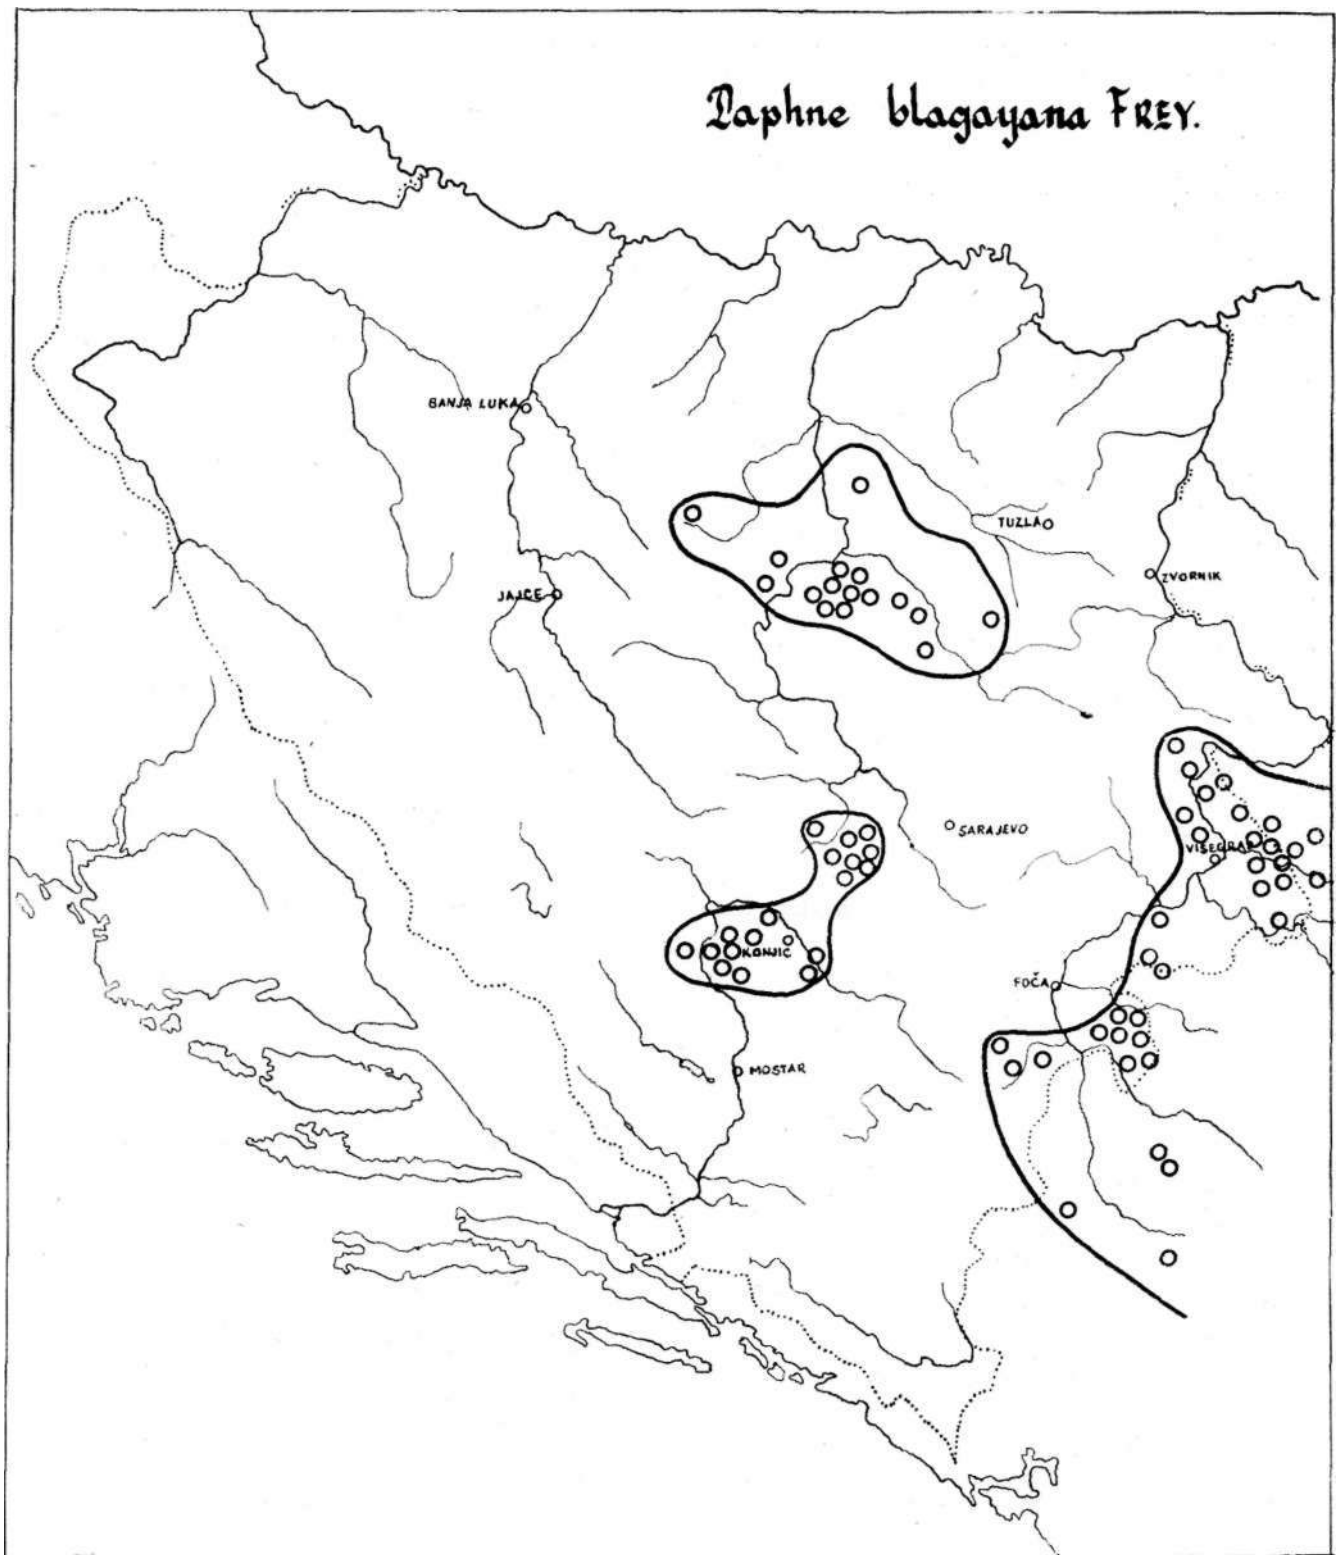 Daphne blagayana FREY.
BANJA LUKA
TUZLA
ZVORNIK
JAJCE
SARAJEVO
VIŠEGRAD
KONJIC
FOČA
MOSTAR